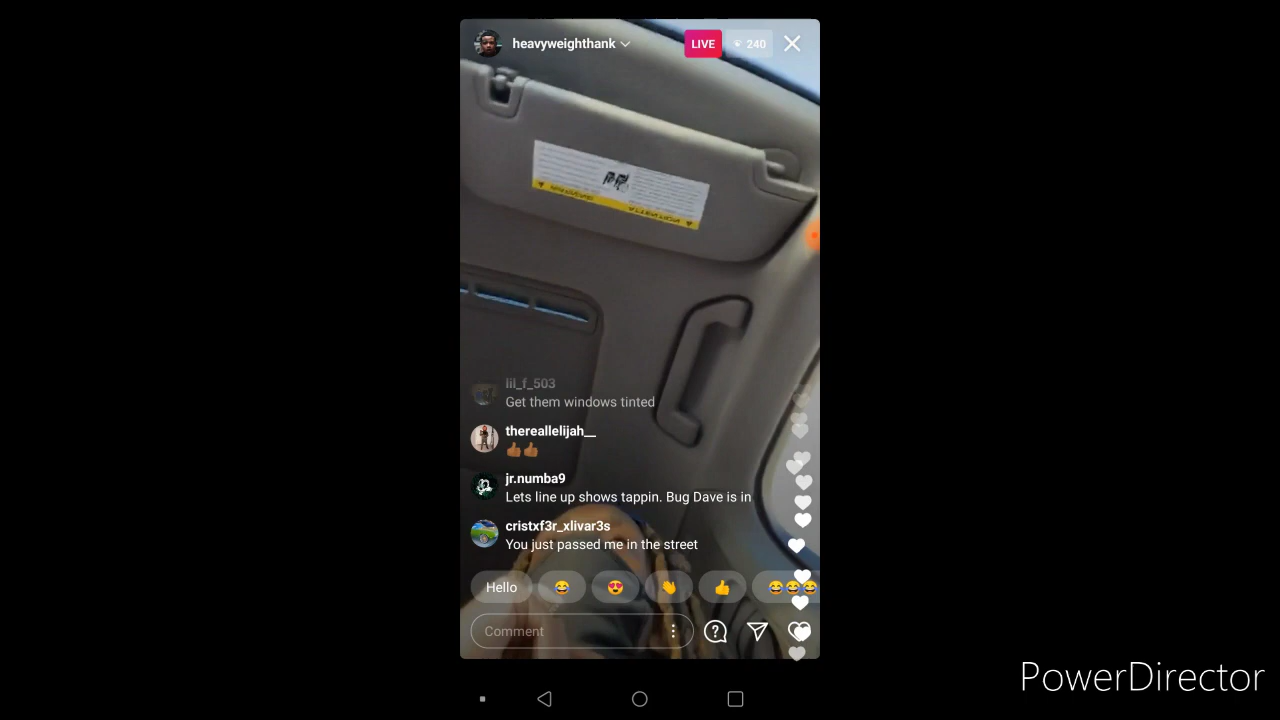 heavyweighthank
LIVE
240
lil_f_503
Get them windows tinted
thereallelijah__
👍🏾👍🏾
jr.numba9
Lets line up shows tappin. Bug Dave is in
cristxf3r_xlivar3s
You just passed me in the street
Hello 😂 😍 👏 👍 😂😂😂
Comment
PowerDirector